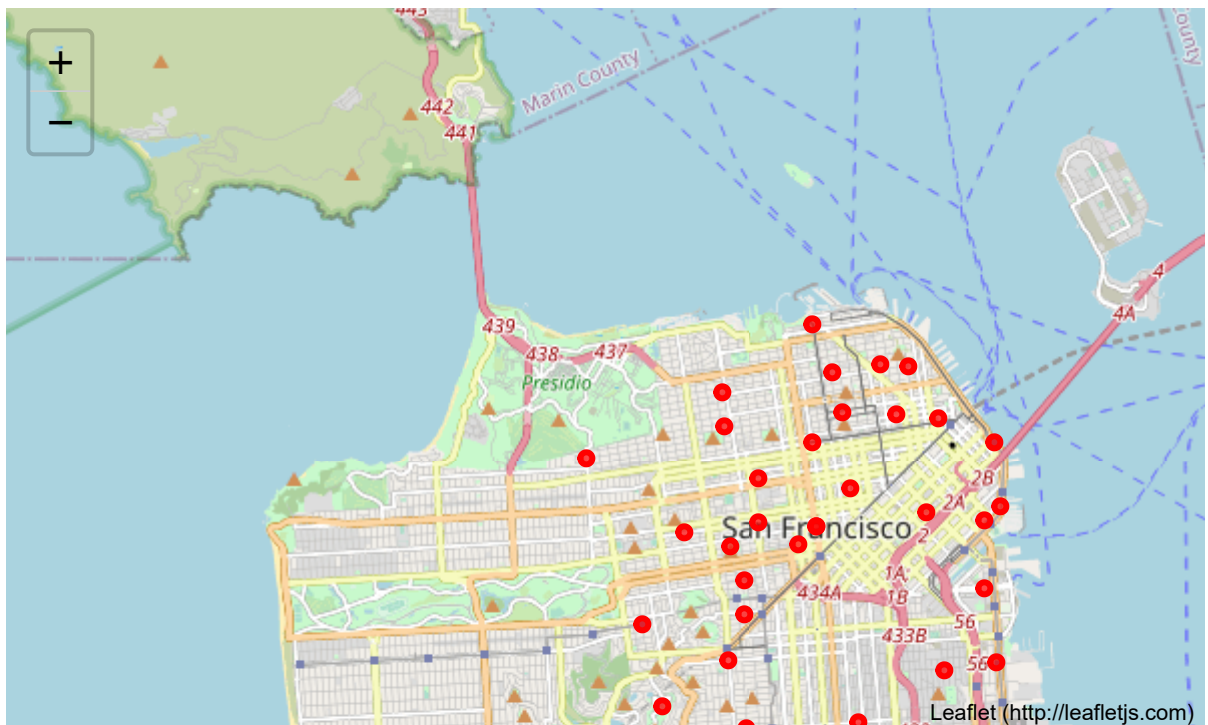 443
+
−
442
441
Marin County
County
4
4A
439
438
437
Presidio
2B
2A
San Francisco
2
1A
434A
1B
433B
56
56
Leaflet (http://leafletjs.com)